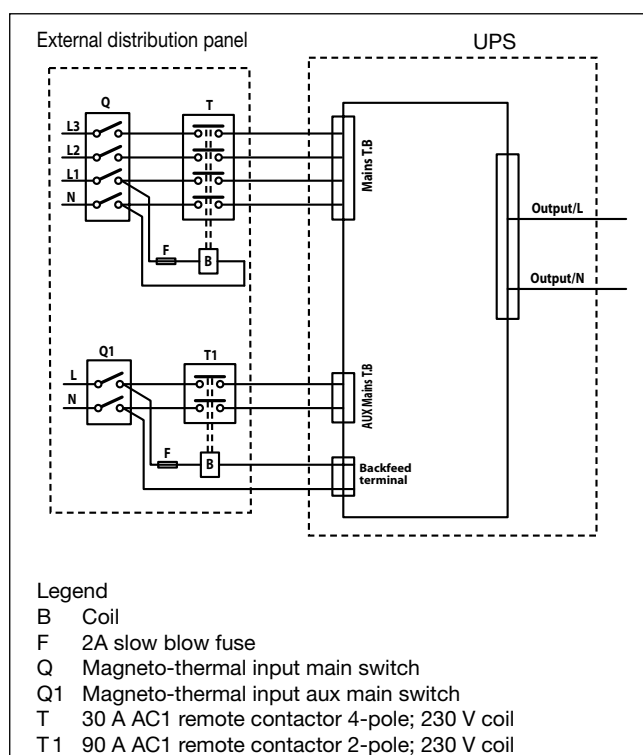 External distribution panel
UPS
Q
T
L3
L2
L1
N
F
B
Mains T.B
Output/L
Output/N
Q1
T1
L
N
F
B
AUX Mains T.B
Backfeed
terminal
Legend
B Coil
F 2A slow blow fuse
Q Magneto-thermal input main switch
Q1 Magneto-thermal input aux main switch
T 30 A AC1 remote contactor 4-pole; 230 V coil
T1 90 A AC1 remote contactor 2-pole; 230 V coil